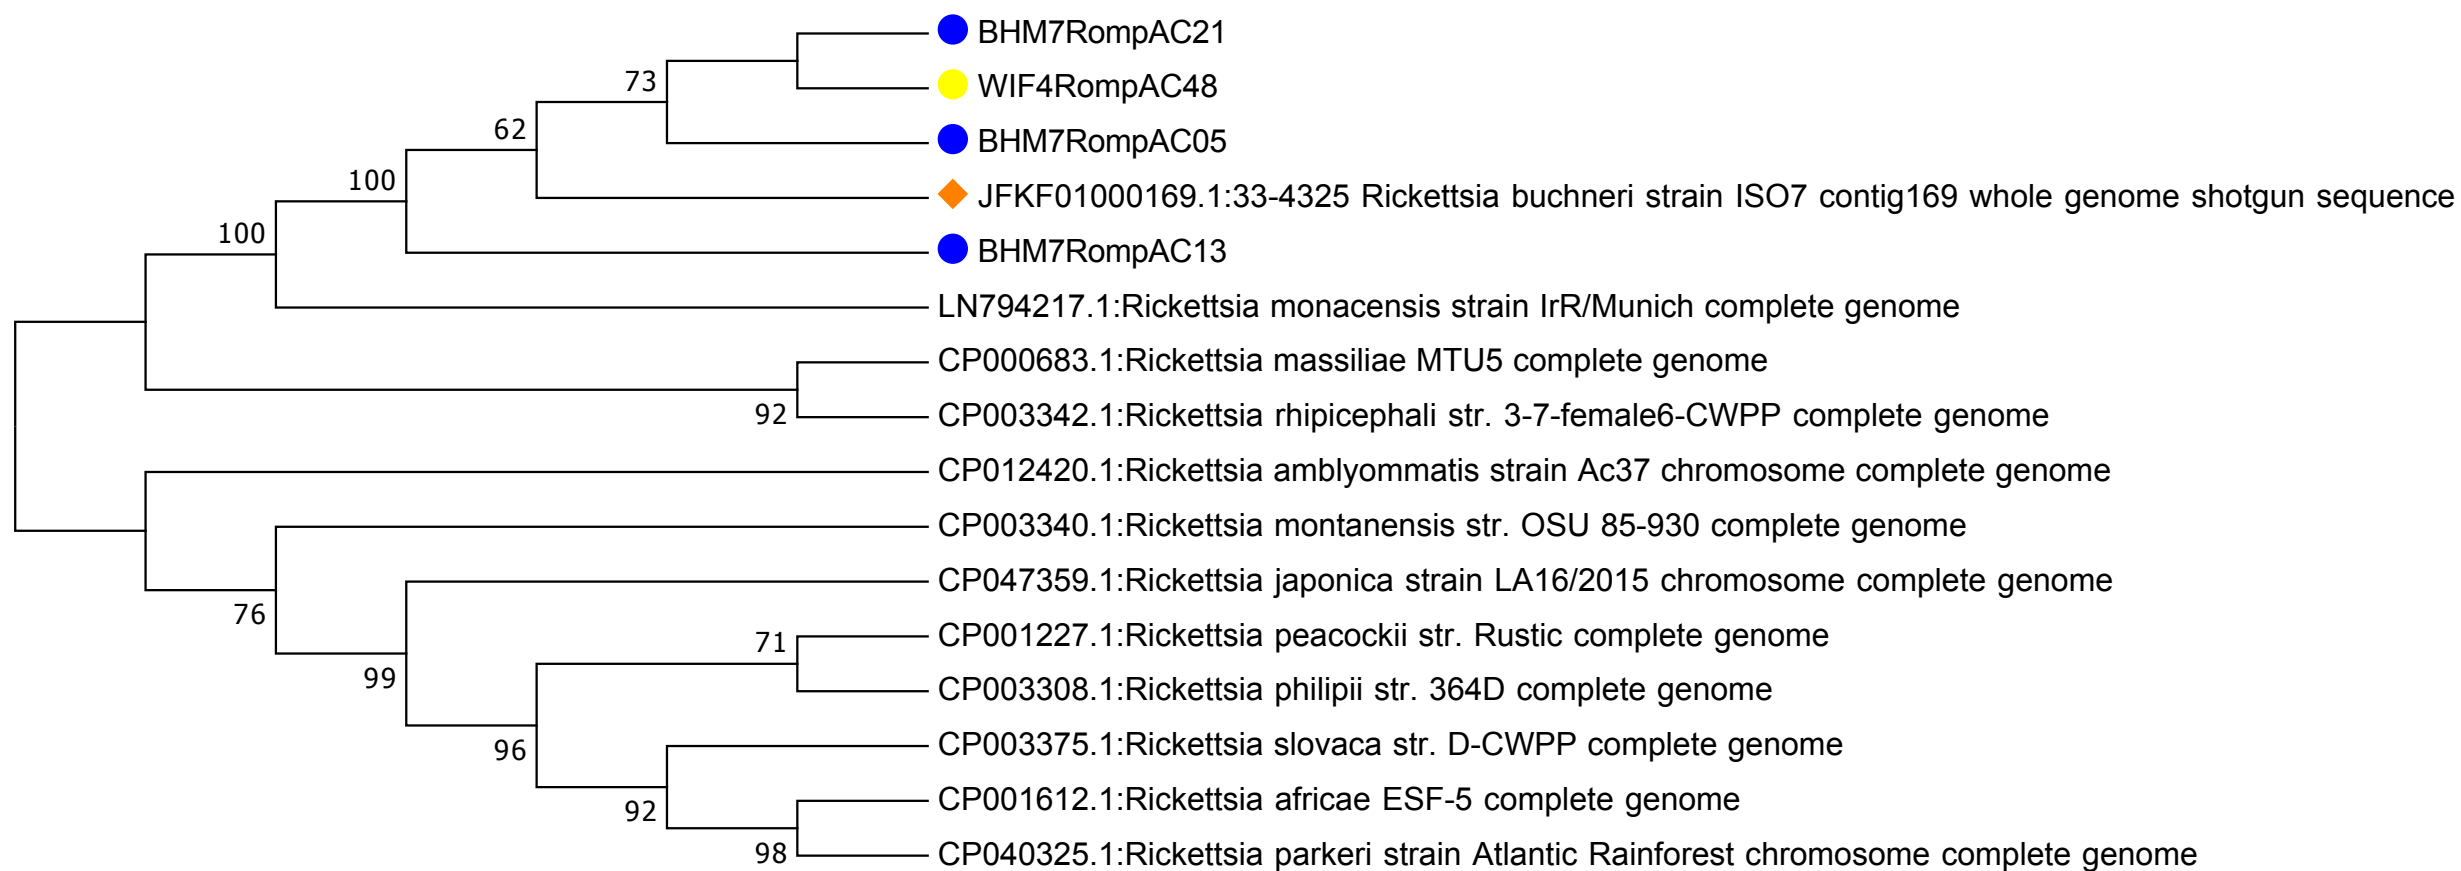 BHM7RompAC21
73
WIF4RompAC48
62
BHM7RompAC05
100
JFKF01000169.1:33-4325 Rickettsia buchneri strain ISO7 contig169 whole genome shotgun sequence
100
BHM7RompAC13
LN794217.1:Rickettsia monacensis strain IrR/Munich complete genome
CP000683.1:Rickettsia massiliae MTU5 complete genome
92
CP003342.1:Rickettsia rhipicephali str. 3-7-female6-CWPP complete genome
CP012420.1:Rickettsia amblyommatis strain Ac37 chromosome complete genome
CP003340.1:Rickettsia montanensis str. OSU 85-930 complete genome
CP047359.1:Rickettsia japonica strain LA16/2015 chromosome complete genome
76
71
CP001227.1:Rickettsia peacockii str. Rustic complete genome
99
CP003308.1:Rickettsia philipii str. 364D complete genome
96
CP003375.1:Rickettsia slovaca str. D-CWPP complete genome
92
CP001612.1:Rickettsia africae ESF-5 complete genome
98
CP040325.1:Rickettsia parkeri strain Atlantic Rainforest chromosome complete genome